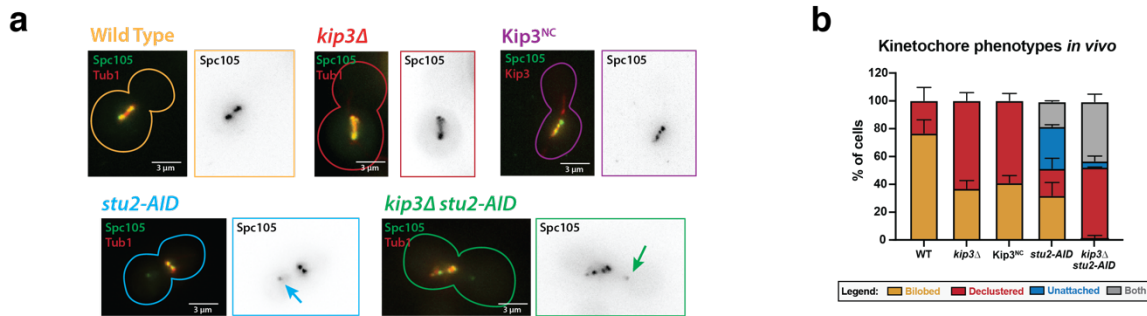 a
Wild Type
Spc105
Tub1
3 µm
Spc105
kip3Δ
Spc105
Tub1
3 µm
Spc105
Kip3NC
Spc105
Kip3
3 µm
Spc105
stu2-AID
Spc105
Tub1
3 µm
Spc105
kip3Δ stu2-AID
Spc105
Tub1
3 µm
Spc105
b
Kinetochore phenotypes in vivo
% of cells
120
100
80
60
40
20
0
WT
kip3Δ
Kip3NC
stu2-AID
kip3Δ
stu2-AID
Legend: Bilobed Declustered Unattached Both